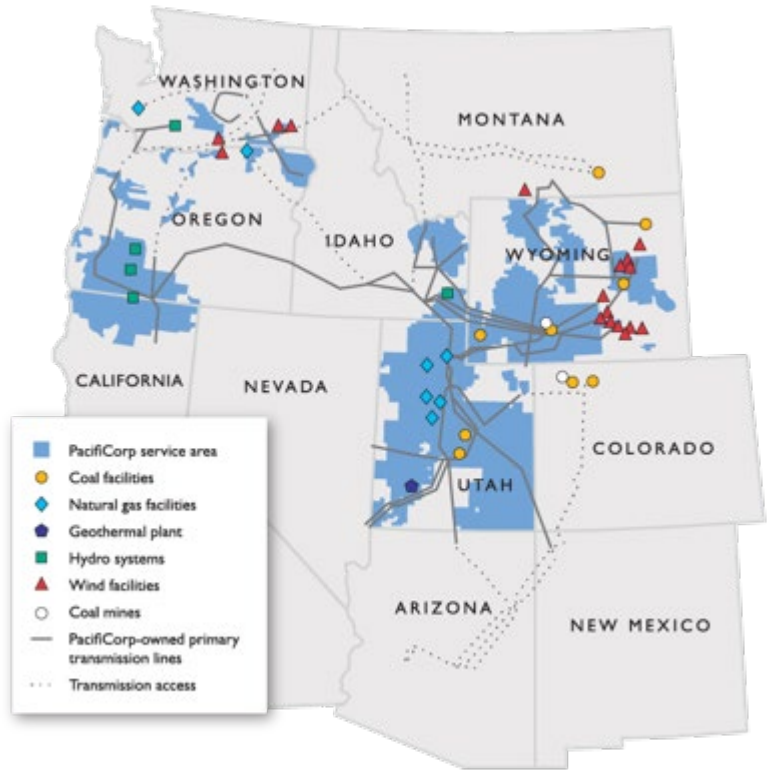 WASHINGTON
MONTANA
OREGON
IDAHO
WYOMING
CALIFORNIA
NEVADA
COLORADO
UTAH
ARIZONA
NEW MEXICO
PacifiCorp service area
Coal facilities
Natural gas facilities
Geothermal plant
Hydro systems
Wind facilities
Coal mines
PacifiCorp-owned primary
transmission lines
Transmission access